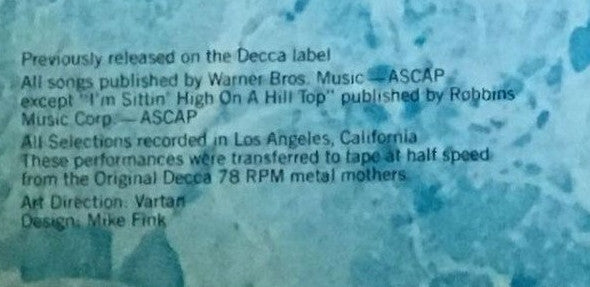 Previously released on the Decca label
All songs published by Warner Bros. Music — ASCAP
except "I'm Sittin' High On A Hill Top" published by Robbins
Music Corp. — ASCAP
All Selections recorded in Los Angeles, California
These performances were transferred to tape at half speed
from the Original Decca 78 RPM metal mothers
Art Direction: Vartan
Design: Mike Fink